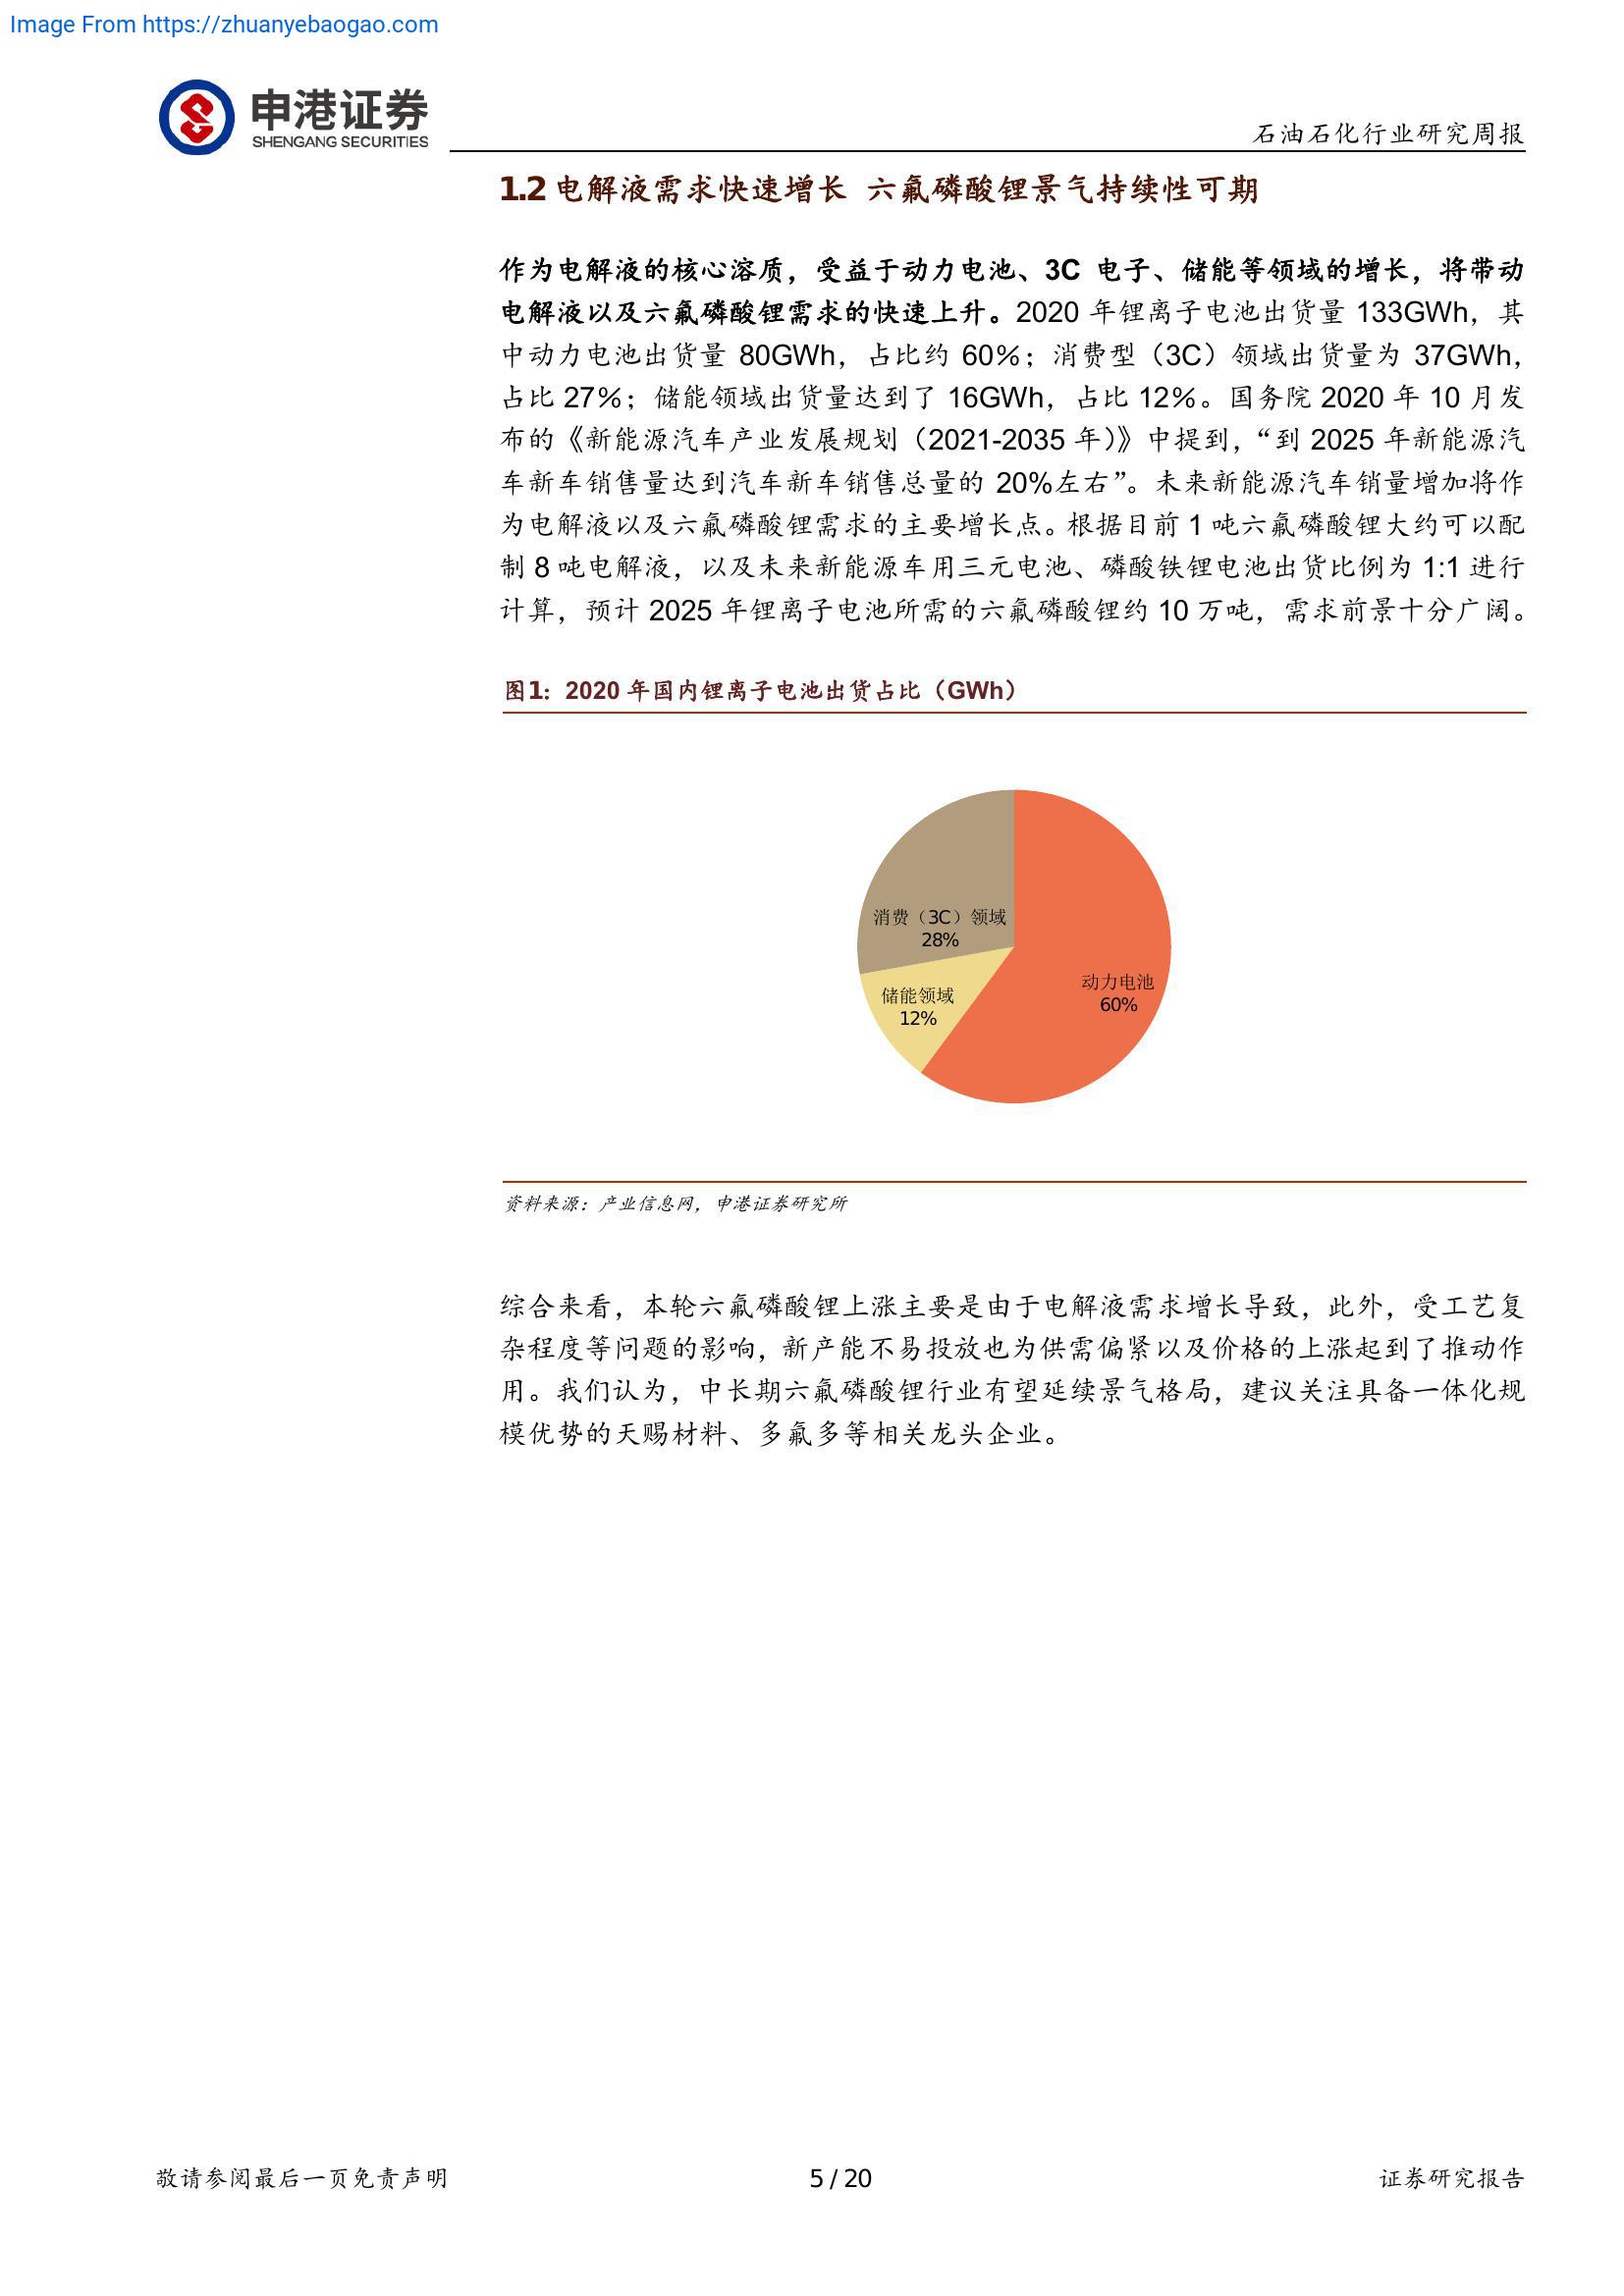 Image From https://zhuanyebaogao.com
申港证券
SHENGANG SECURITIES
石油石化行业研究周报
1.2 电解液需求快速增长 六氟磷酸锂景气持续性可期
作为电解液的核心溶质，受益于动力电池、3C 电子、储能等领域的增长，将带动
电解液以及六氟磷酸锂需求的快速上升。2020 年锂离子电池出货量 133GWh，其
中动力电池出货量 80GWh，占比约 60%；消费型（3C）领域出货量为 37GWh，
占比 27%；储能领域出货量达到了 16GWh，占比 12%。国务院 2020 年 10 月发
布的《新能源汽车产业发展规划（2021-2035 年）》中提到，“到 2025 年新能源汽
车新车销售量达到汽车新车销售总量的 20%左右”。未来新能源汽车销量增加将作
为电解液以及六氟磷酸锂需求的主要增长点。根据目前 1 吨六氟磷酸锂大约可以配
制 8 吨电解液，以及未来新能源车用三元电池、磷酸铁锂电池出货比例为 1:1 进行
计算，预计 2025 年锂离子电池所需的六氟磷酸锂约 10 万吨，需求前景十分广阔。
图1：2020 年国内锂离子电池出货占比（GWh）
消费（3C）领域
28%
动力电池
60%
储能领域
12%
资料来源：产业信息网，申港证券研究所
综合来看，本轮六氟磷酸锂上涨主要是由于电解液需求增长导致，此外，受工艺复
杂程度等问题的影响，新产能不易投放也为供需偏紧以及价格的上涨起到了推动作
用。我们认为，中长期六氟磷酸锂行业有望延续景气格局，建议关注具备一体化规
模优势的天赐材料、多氟多等相关龙头企业。
敬请参阅最后一页免责声明
5 / 20
证券研究报告